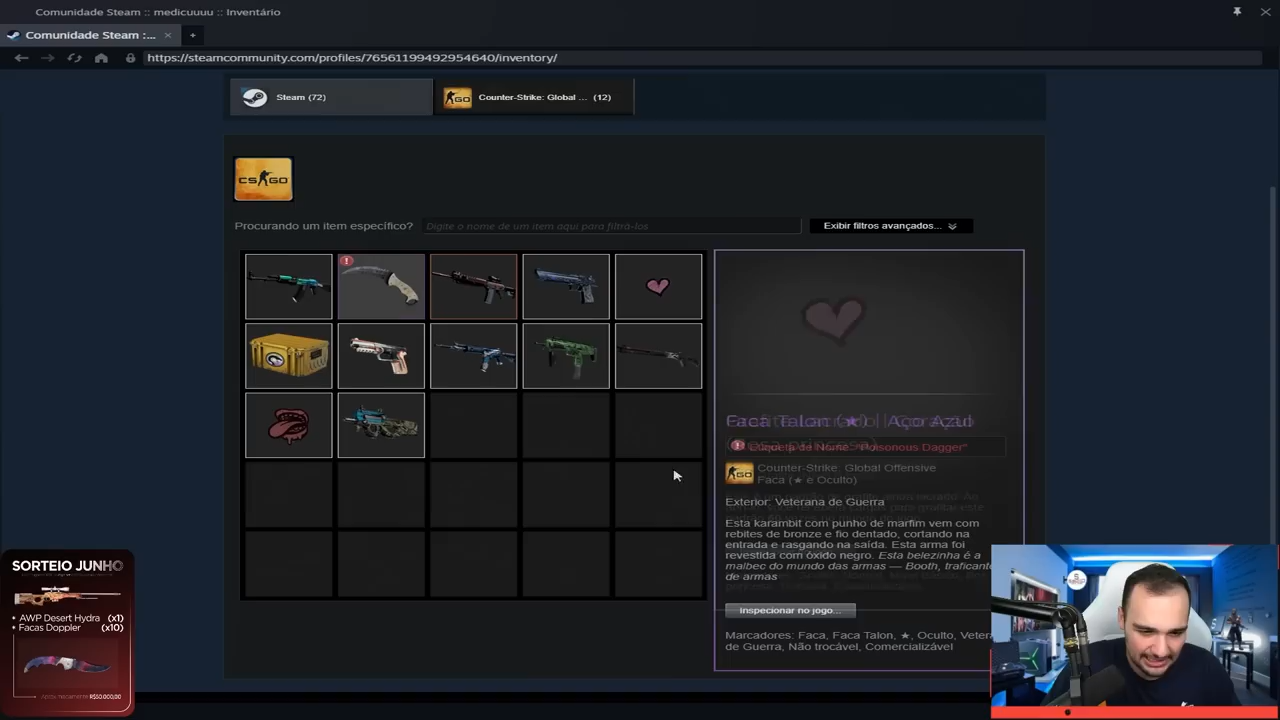 Comunidade Steam :: medicuuuu :: Inventário
Comunidade Steam :...
https://steamcommunity.com/profiles/76561199492954640/inventory/
Steam (72)
Counter-Strike: Global ... (12)
CS GO
Procurando um item específico?
Digite o nome de um item aqui para filtrá-los
Exibir filtros avançados...
Faca Talon (★) | Aço Azul
Etiqueta de Nome: "Poisonous Dagger"
Counter-Strike: Global Offensive
Faca (★ e Oculto)
Exterior: Veterana de Guerra
Esta karambit com punho de marfim vem com
rebites de bronze e fio dentado, cortando na
entrada e rasgando na saída. Esta arma foi
revestida com óxido negro. Esta belezinha é a
malbec do mundo das armas — Booth, traficante
de armas
Inspecionar no jogo...
Marcadores: Faca, Faca Talon, ★, Oculto, Veter
de Guerra, Não trocável, Comercializável
SORTEIO JUNHO
• AWP Desert Hydra (x1)
• Facas Doppler (x10)
R$30.000,00